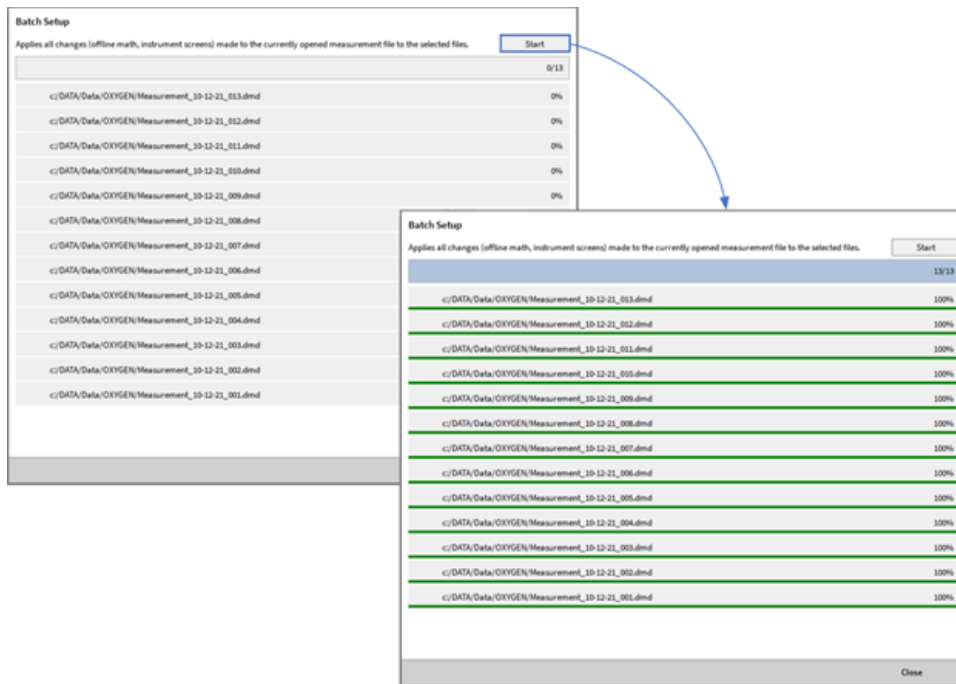 Batch Setup
Applies all changes (offline math, instrument screens) made to the currently opened measurement file to the selected files. Start
0/13
c:/DATA/Data/OXYGEN/Measurement_10-12-21_013.dmd 0%
c:/DATA/Data/OXYGEN/Measurement_10-12-21_012.dmd 0%
c:/DATA/Data/OXYGEN/Measurement_10-12-21_011.dmd 0%
c:/DATA/Data/OXYGEN/Measurement_10-12-21_010.dmd 0%
c:/DATA/Data/OXYGEN/Measurement_10-12-21_009.dmd 0%
c:/DATA/Data/OXYGEN/Measurement_10-12-21_008.dmd
c:/DATA/Data/OXYGEN/Measurement_10-12-21_007.dmd
c:/DATA/Data/OXYGEN/Measurement_10-12-21_006.dmd
c:/DATA/Data/OXYGEN/Measurement_10-12-21_005.dmd
c:/DATA/Data/OXYGEN/Measurement_10-12-21_004.dmd
c:/DATA/Data/OXYGEN/Measurement_10-12-21_003.dmd
c:/DATA/Data/OXYGEN/Measurement_10-12-21_002.dmd
c:/DATA/Data/OXYGEN/Measurement_10-12-21_001.dmd
Batch Setup
Applies all changes (offline math, instrument screens) made to the currently opened measurement file to the selected files. Start
13/13
c:/DATA/Data/OXYGEN/Measurement_10-12-21_013.dmd 100%
c:/DATA/Data/OXYGEN/Measurement_10-12-21_012.dmd 100%
c:/DATA/Data/OXYGEN/Measurement_10-12-21_011.dmd 100%
c:/DATA/Data/OXYGEN/Measurement_10-12-21_010.dmd 100%
c:/DATA/Data/OXYGEN/Measurement_10-12-21_009.dmd 100%
c:/DATA/Data/OXYGEN/Measurement_10-12-21_008.dmd 100%
c:/DATA/Data/OXYGEN/Measurement_10-12-21_007.dmd 100%
c:/DATA/Data/OXYGEN/Measurement_10-12-21_006.dmd 100%
c:/DATA/Data/OXYGEN/Measurement_10-12-21_005.dmd 100%
c:/DATA/Data/OXYGEN/Measurement_10-12-21_004.dmd 100%
c:/DATA/Data/OXYGEN/Measurement_10-12-21_003.dmd 100%
c:/DATA/Data/OXYGEN/Measurement_10-12-21_002.dmd 100%
c:/DATA/Data/OXYGEN/Measurement_10-12-21_001.dmd 100%
Close